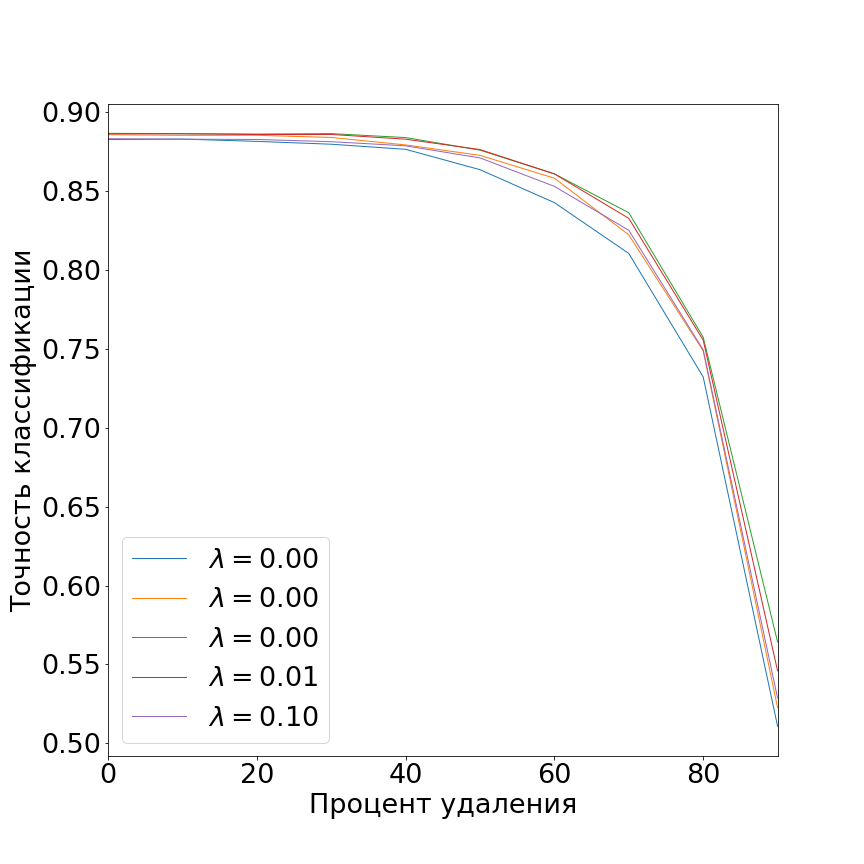 0.90
0.85
0.80
0.75
0.70
0.65
0.60
0.55
0.50
Точность классификации
λ = 0.00
λ = 0.00
λ = 0.00
λ = 0.01
λ = 0.10
0 20 40 60 80
Процент удаления